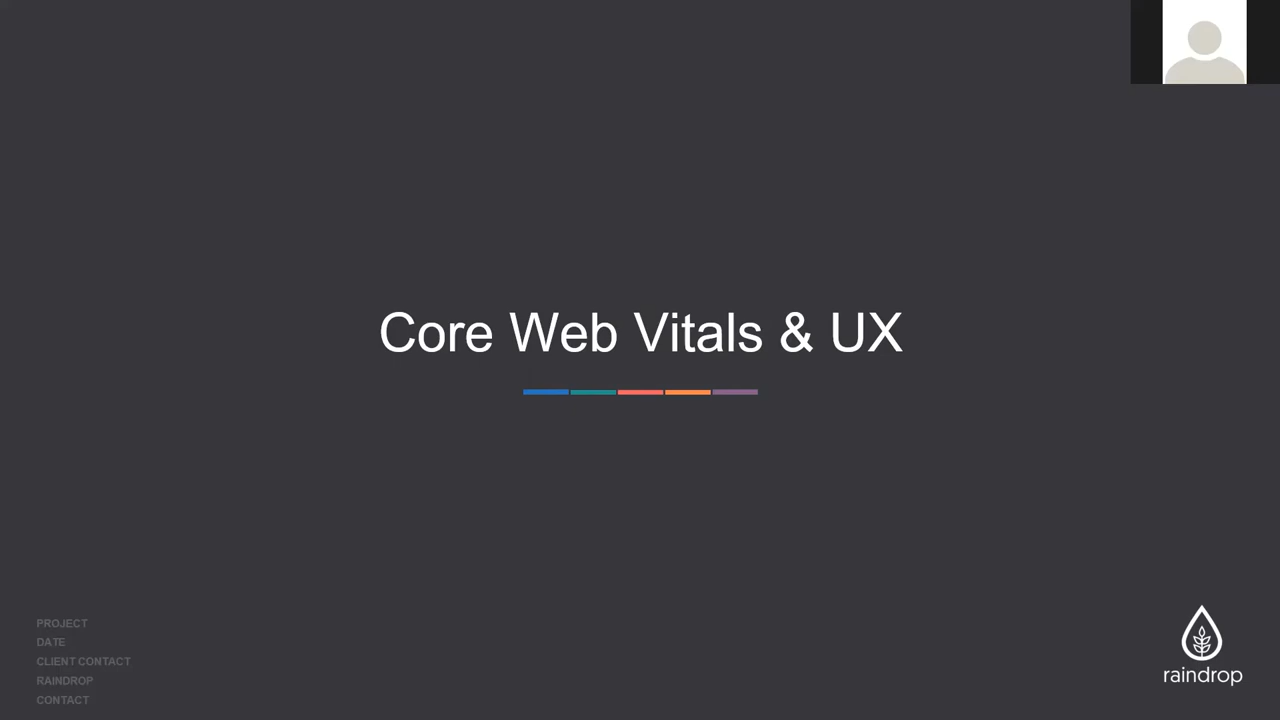 Core Web Vitals & UX
PROJECT
DATE
CLIENT CONTACT
RAINDROP
CONTACT
raindrop